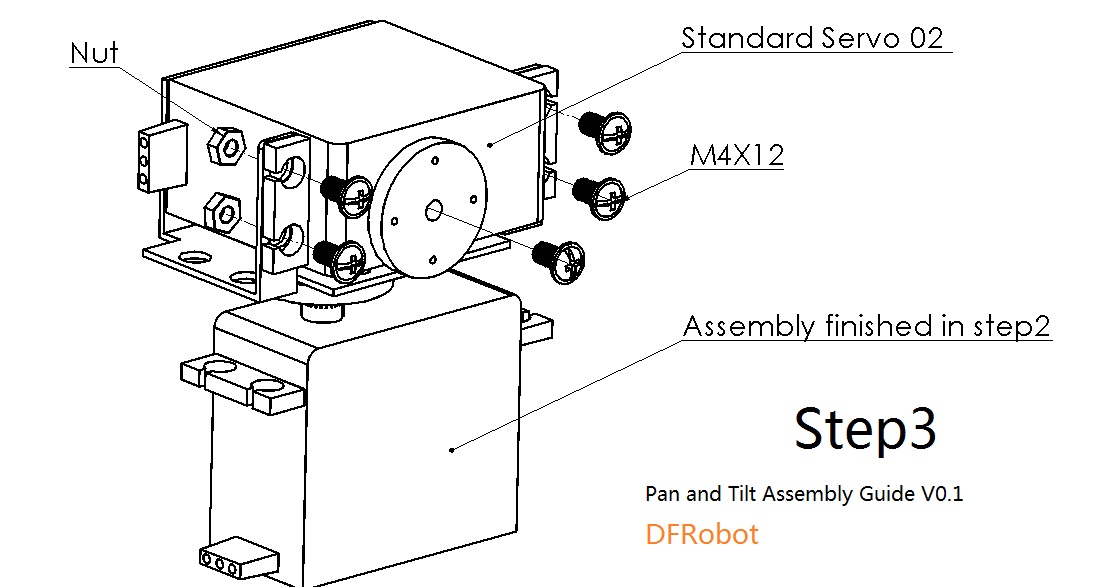 Nut
Standard Servo 02
M4X12
Assembly finished in step2
Step3
Pan and Tilt Assembly Guide V0.1
DFRobot